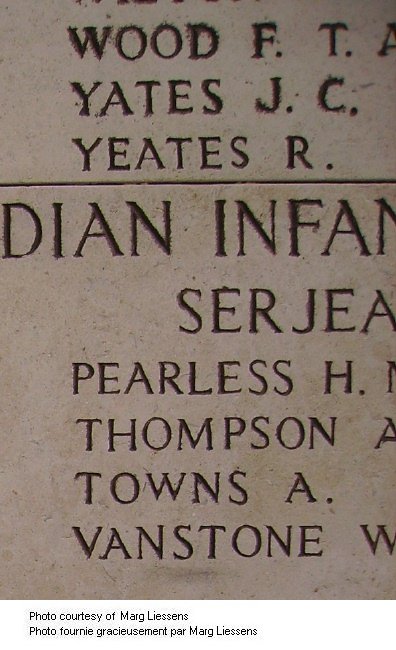 WOOD F. T. A
YATES J. C.
YEATES R.
DIAN INFAN
SERJEA
PEARLESS H. N
THOMPSON A
TOWNS A.
VANSTONE W
Photo courtesy of Marg Liessens
Photo fournie gracieusement par Marg Liessens